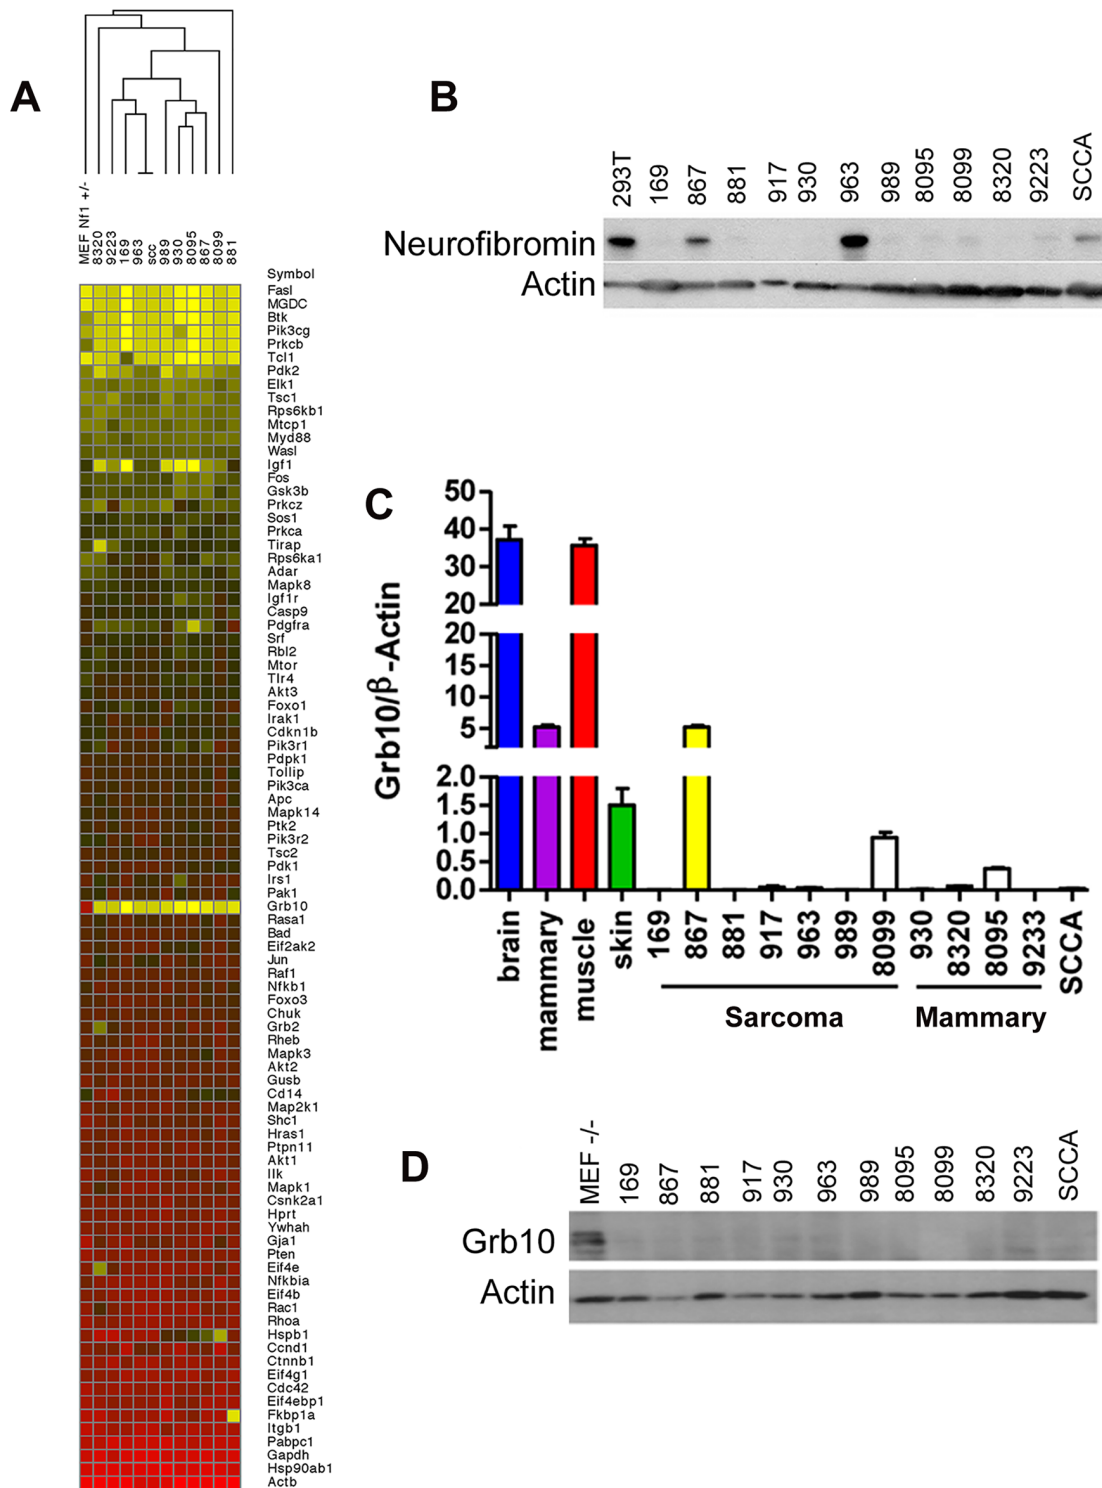 A
MEF Nf1 +/-
8320
9223
169
963
scc
989
930
8095
867
8099
881
Symbol
Fasl
MGDC
Btk
Pik3cg
Prkcb
Tcl1
Pdk2
Elk1
Tsc1
Rps6kb1
Mtcp1
Myd88
Wasl
Igf1
Fos
Gsk3b
Prkcz
Sos1
Prkca
Tirap
Rps6ka1
Adar
Mapk8
Igf1r
Casp9
Pdgfra
Srf
Rbl2
Mtor
Tlr4
Akt3
Foxo1
Irak1
Cdkn1b
Pik3r1
Pdpk1
Tollip
Pik3ca
Apc
Mapk14
Ptk2
Pik3r2
Tsc2
Pdk1
Irs1
Pak1
Grb10
Rasa1
Bad
Eif2ak2
Jun
Raf1
Nfkb1
Foxo3
Chuk
Grb2
Rheb
Mapk3
Akt2
Gusb
Cd14
Map2k1
Shc1
Hras1
Ptpn11
Akt1
Ilk
Mapk1
Csnk2a1
Hprt
Ywhah
Gja1
Pten
Eif4e
Nfkbia
Eif4b
Rac1
Rhoa
Hspb1
Ccnd1
Ctnnb1
Eif4g1
Cdc42
Eif4ebp1
Fkbp1a
Itgb1
Pabpc1
Gapdh
Hsp90ab1
Actb
B
293T
169
867
881
917
930
963
989
8095
8099
8320
9223
SCCA
Neurofibromin
Actin
C
Grb10/β-Actin
50
40
30
20
20
15
10
5
2.0
1.5
1.0
0.5
0.0
brain
mammary
muscle
skin
169
867
881
917
963
989
8099
930
8320
8095
9233
SCCA
Sarcoma
Mammary
D
MEF -/-
169
867
881
917
930
963
989
8095
8099
8320
9223
SCCA
Grb10
Actin